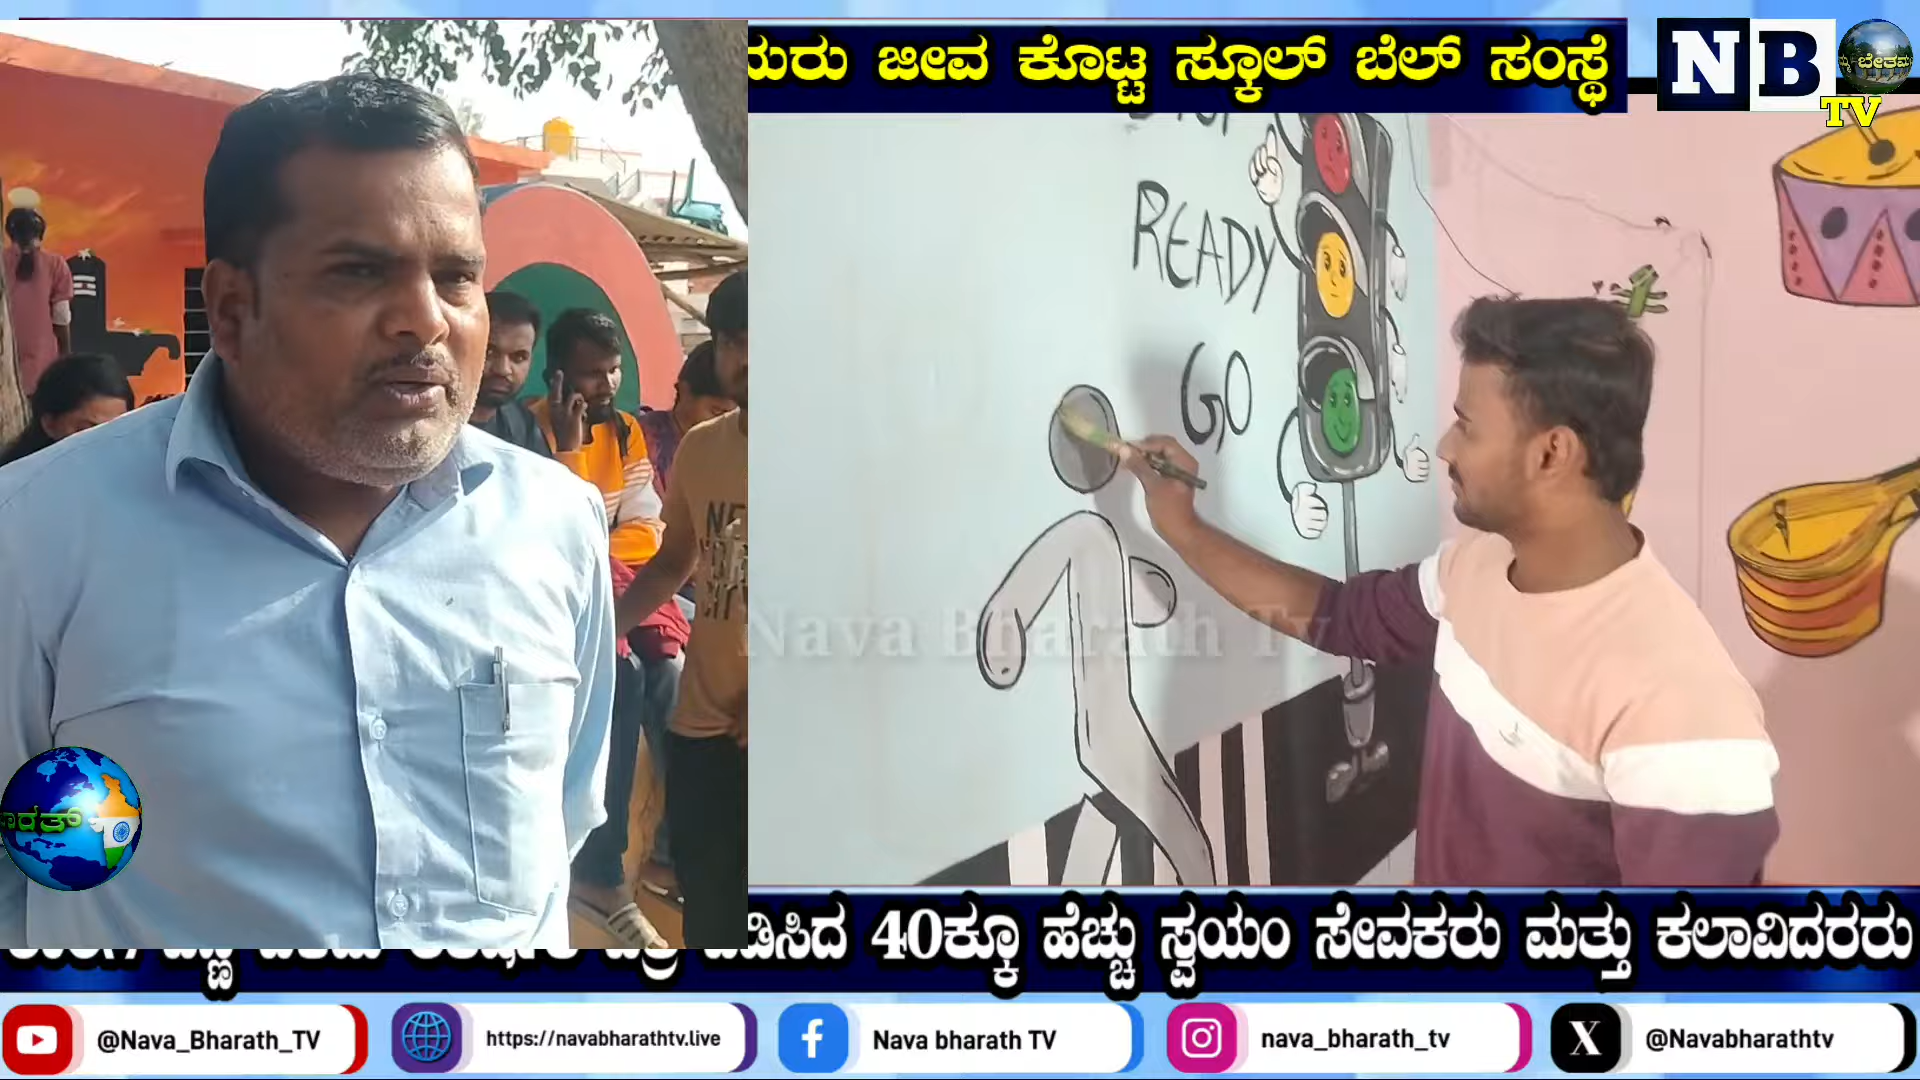 ಜೀವ ಕೊಟ್ಟ ಸ್ಕೂಲ್ ಬೆಲ್ ಸಂಸ್ಥೆ
NB
TV
READY
GO
Nava Bharath Tv
40ಕ್ಕೂ ಹೆಚ್ಚು ಸ್ವಯಂ ಸೇವಕರು ಮತ್ತು ಕಲಾವಿದರರು
@Nava_Bharath_TV
https://navabharathtv.live
Nava bharath TV
nava_bharath_tv
X
@Navabharathtv